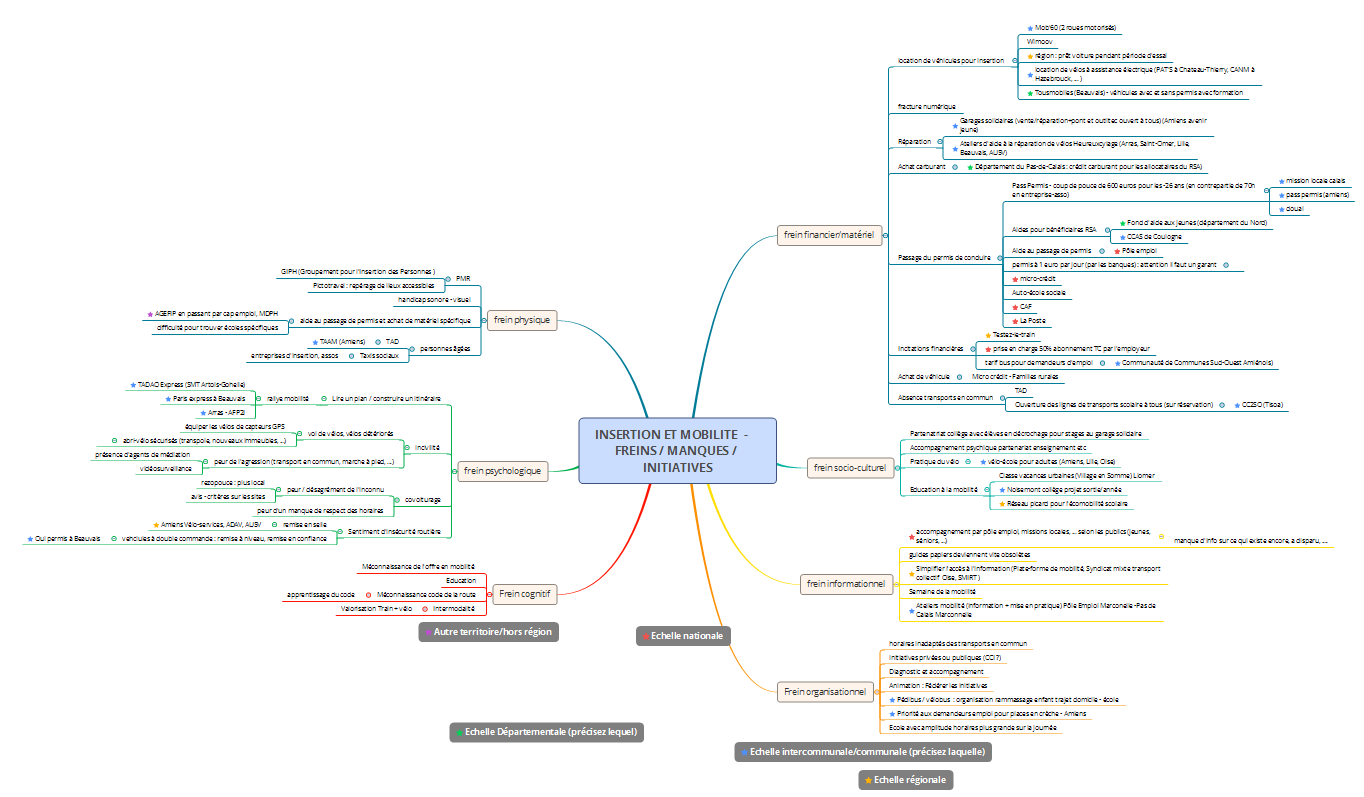 INSERTION ET MOBILITE -
FREINS / MANQUES /
INITIATIVES
frein financier/matériel
location de véhicules pour insertion
Mob'60 (2 roues motorisés)
Wimoov
région : prêt voiture pendant période d'essai
location de vélos à assistance électrique (PAT'S à Chateau-Thierry, CANM à
Hazebrouck, ...)
Tousmobiles (Beauvais) - véhicules avec et sans permis avec formation
fracture numérique
Réparation
Garages solidaires (vente/réparation+pont et outiltec ouvert à tous) (Amiens avenir
jeune)
Ateliers d'aide à la réparation de vélos Heureuxcylage (Arras, Saint-Omer, Lille,
Beauvais, AU5V)
Achat carburant
Département du Pas-de-Calais : crédit carburant pour les allocataires du RSA)
Passage du permis de conduire
Pass Permis - coup de pouce de 600 euros pour les -26 ans (en contrepartie de 70h
en entreprise-asso)
mission locale calais
pass permis (amiens)
douai
Aides pour bénéficiaires RSA
Fond d'aide aux jeunes (département du Nord)
CCAS de Coulogne
Aide au passage de permis
Pôle emploi
permis à 1 euro par jour (par les banques) : attention il faut un garant
micro-crédit
Auto-école sociale
CAF
La Poste
Incitations financières
Testez-le-train
prise en charge 50% abonnement TC par l'employeur
tarif bus pour demandeurs d'emploi
Communauté de Communes Sud-Ouest Amiénois)
Achat de véhicule
Micro crédit - Familles rurales
Absence transports en commun
TAD
Ouverture des lignes de transports scolaire à tous (sur réservation)
CC2SO (Tisoa)
frein socio-culturel
Partenariat collège avec élèves en décrochage pour stages au garage solidaire
Accompagnement psychique partenariat enseignement etc
Pratique du vélo
vélo-école pour adultes (Amiens, Lille, Oise)
Education à la mobilité
Classe vacances urbaines (Village en Somme) Liomer
Noisemont collège projet sortie/année
Réseau picard pour l'écomobilité scolaire
frein informationnel
accompagnement par pôle emploi, missions locales, ... selon les publics (jeunes,
séniors, ...)
manque d'info sur ce qui existe encore, a disparu, ...
guides papiers deviennent vite obsolètes
Simplifier l'accès à l'information (Plate-forme de mobilité, Syndicat mixte transport
collectif Oise, SMIRT)
Semaine de la mobilité
Ateliers mobilité (information + mise en pratique) Pôle Emploi Marconelle -Pas de
Calais Marconnelle
Frein organisationnel
horaires inadaptés des transports en commun
Initiatives privées ou publiques (CCI ?)
Diagnostic et accompagnement
Animation : Fédérer les initiatives
Pédibus / vélobus : organisation rammassage enfant trajet domicile - école
Priorité aux demandeurs emploi pour places en crèche - Amiens
Ecole avec amplitude horaires plus grande sur la journée
frein physique
PMR
GIPH (Groupement pour l'Insertion des Personnes )
Pictotravel : repérage de lieux accessibles
handicap sonore - visuel
aide au passage de permis et achat de matériel spécifique
AGEFIP en passant par cap emploi, MDPH
difficulté pour trouver écoles spécifiques
personnes âgées
TAD
TAAM (Amiens)
Taxis sociaux
entreprises d'insertion, assos
frein psychologique
Lire un plan / construire un itinéraire
rallye mobilité
TADAO Express (SMT Artois-Gohelle)
Paris express à Beauvais
Arras - AFP2i
incivilité
vol de vélos, vélos détériorés
équiper les vélos de capteurs GPS
abri-vélo sécurisés (transpole, nouveaux immeubles, ...)
peur de l'agression (transport en commun, marche à pied, ...)
présence d'agents de médiation
vidéosurveillance
covoiturage
peur / désagrément de l'inconnu
rezopouce : plus local
avis - critères sur les sites
peur d'un manque de respect des horaires
Sentiment d'insécurité routière
remise en selle
Amiens Vélo-services, ADAV, AU5V
vehciules à double commande : remise à niveau, remise en confiance
Oui permis à Beauvais
Frein cognitif
Méconnaissance de l'offre en mobilité
Education
Méconnaissance code de la route
apprentissage du code
Intermodalité
Valorisation Train + vélo
Autre territoire/hors région
Echelle nationale
Echelle Départementale (précisez lequel)
Echelle intercommunale/communale (précisez laquelle)
Echelle régionale